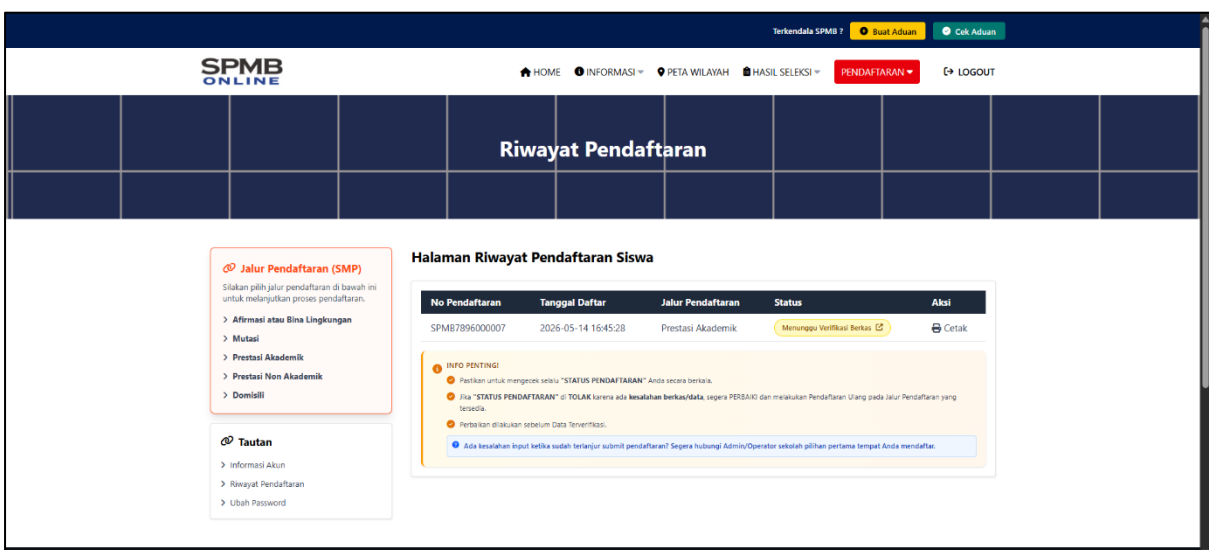 Terkendala SPMB ? Buat Aduan Cek Aduan
SPMB
ONLINE
HOME INFORMASI PETA WILAYAH HASIL SELEKSI PENDAFTARAN LOGOUT
Riwayat Pendaftaran
Jalur Pendaftaran (SMP)
Silakan pilih jalur pendaftaran di bawah ini
untuk melanjutkan proses pendaftaran.
Afirmasi atau Bina Lingkungan
Mutasi
Prestasi Akademik
Prestasi Non Akademik
Domisili
Tautan
Informasi Akun
Riwayat Pendaftaran
Ubah Password
Halaman Riwayat Pendaftaran Siswa
No Pendaftaran Tanggal Daftar Jalur Pendaftaran Status Aksi
SPMB7896000007 2026-05-14 16:45:28 Prestasi Akademik Menunggu Verifikasi Berkas Cetak
INFO PENTING!
Pastikan untuk mengecek selalu "STATUS PENDAFTARAN" Anda secara berkala.
Jika "STATUS PENDAFTARAN" di TOLAK karena ada kesalahan berkas/data, segera PERBAIKI dan melakukan Pendaftaran Ulang pada Jalur Pendaftaran yang
tersedia.
Perbaikan dilakukan sebelum Data Terverifikasi.
Ada kesalahan input ketika sudah terlanjur submit pendaftaran? Segera hubungi Admin/Operator sekolah pilihan pertama tempat Anda mendaftar.